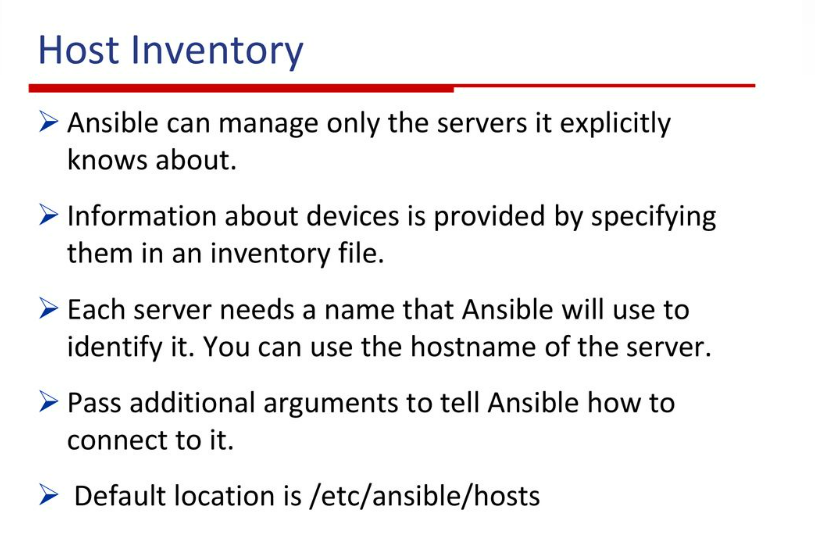 Host Inventory
Ansible can manage only the servers it explicitly
knows about.
Information about devices is provided by specifying
them in an inventory file.
Each server needs a name that Ansible will use to
identify it. You can use the hostname of the server.
Pass additional arguments to tell Ansible how to
connect to it.
Default location is /etc/ansible/hosts